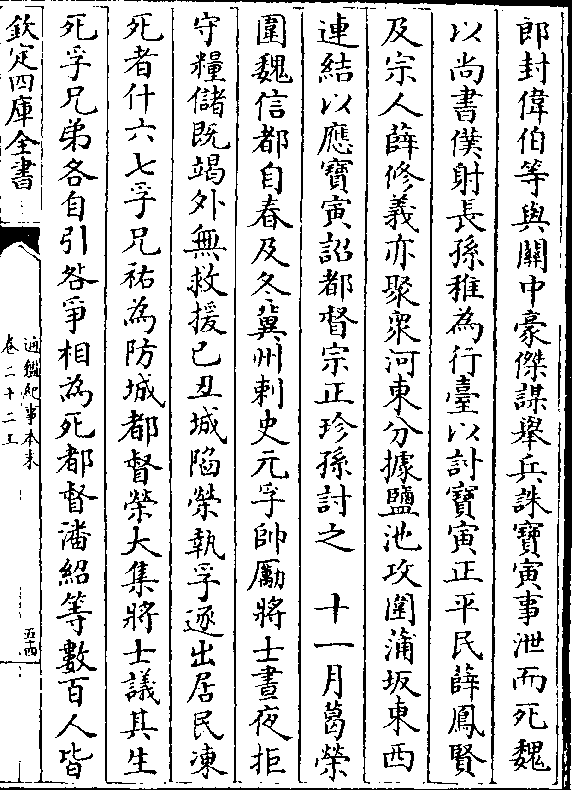 郎封偉伯等與關中豪傑謀舉兵誅寶寅事泄而死魏
以尚書僕射長孫稚為行臺以討寶寅正平民薛鳳賢
及宗人薛修義亦聚衆河東分據鹽池攻圍蒲坂東西
連結以應寶寅詔都督宗正珍孫討之　十一月葛榮
圍魏信都自春及冬冀州刺史元孚帥勵將士晝夜拒
守糧儲既竭外無救援己丑城陷榮執孚逐出居民凍
死者什六七孚兄祐為防城都督榮大集將士議其生
死孚兄弟各自引咎爭相為死都督潘紹等數百人皆
欽定四庫全書
通鑑紀事本末
卷二十二上
五十四